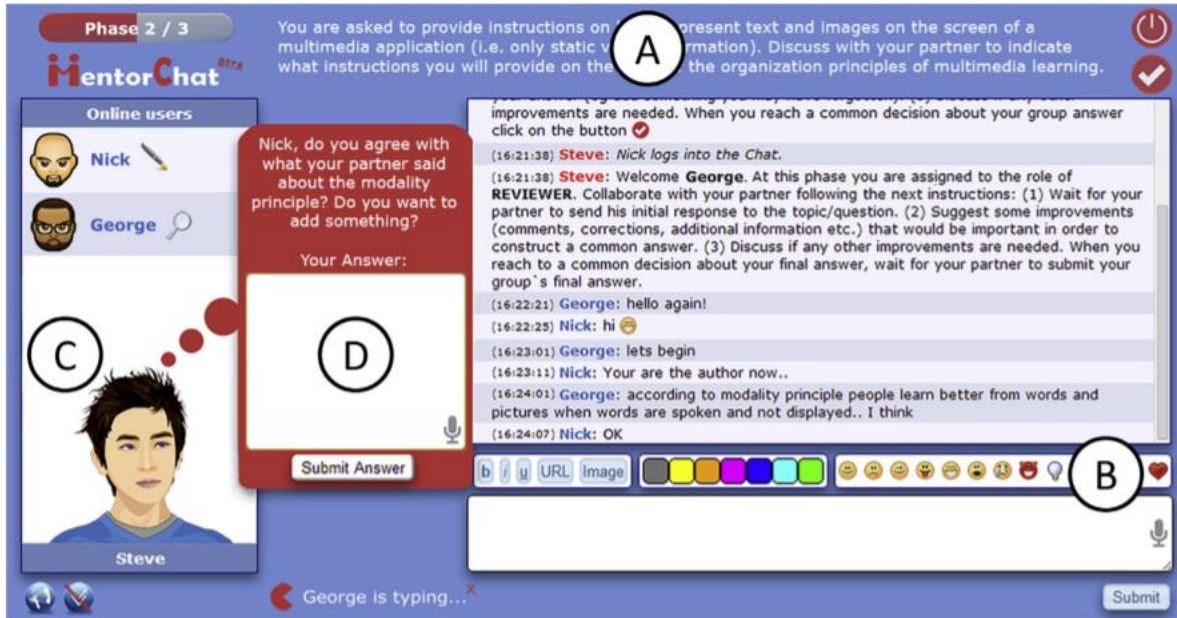 Phase 2 / 3
MentorChat BETA
You are asked to provide instructions on present text and images on the screen of a
multimedia application (i.e. only static v rmation). Discuss with your partner to indicate
what instructions you will provide on the the organization principles of multimedia learning.
A
Online users
Nick
George
Nick, do you agree with
what your partner said
about the modality
principle? Do you want to
add something?
Your Answer:
D
Submit Answer
C
Steve
improvements are needed. When you reach a common decision about your group answer
click on the button
(16:21:38) Steve: Nick logs into the Chat.
(16:21:38) Steve: Welcome George. At this phase you are assigned to the role of
REVIEWER. Collaborate with your partner following the next instructions: (1) Wait for your
partner to send his initial response to the topic/question. (2) Suggest some improvements
(comments, corrections, additional information etc.) that would be important in order to
construct a common answer. (3) Discuss if any other improvements are needed. When you
reach to a common decision about your final answer, wait for your partner to submit your
group`s final answer.
(16:22:21) George: hello again!
(16:22:25) Nick: hi
(16:23:01) George: lets begin
(16:23:11) Nick: Your are the author now..
(16:24:01) George: according to modality principle people learn better from words and
pictures when words are spoken and not displayed.. I think
(16:24:07) Nick: OK
b i u URL Image
B
George is typing... x
Submit